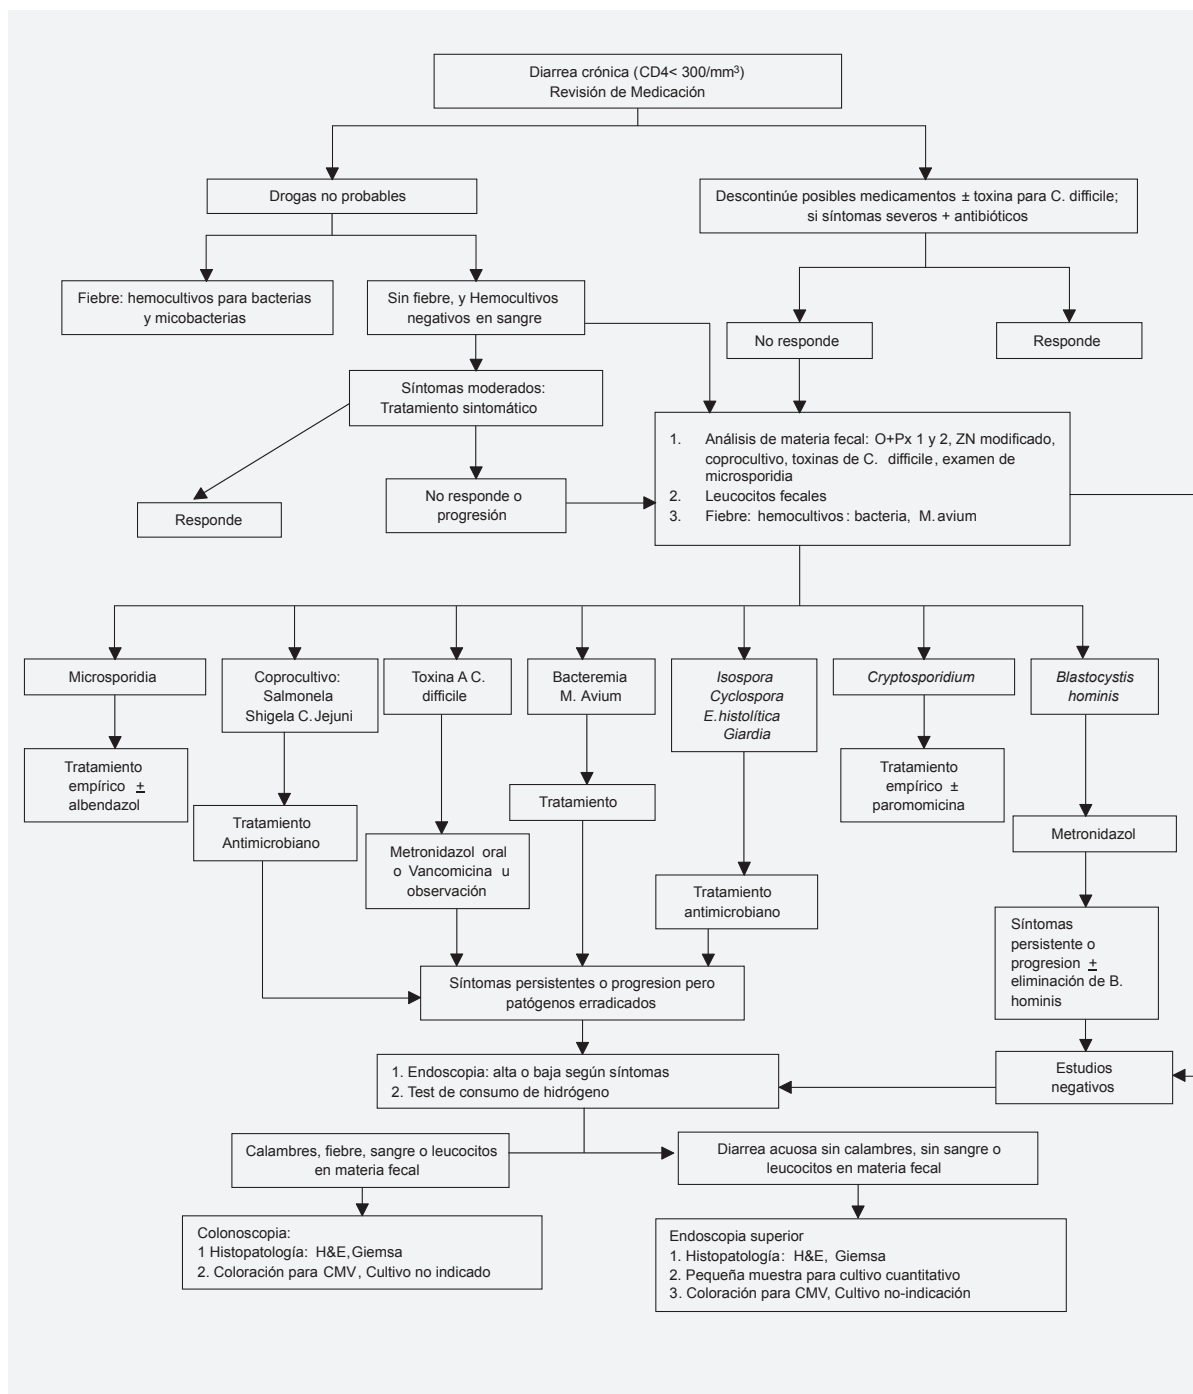 Diarrea crónica (CD4< 300/mm³)
Revisión de Medicación
Drogas no probables
Descontinúe posibles medicamentos ± toxina para C. difficile;
si síntomas severos + antibióticos
Fiebre: hemocultivos para bacterias
y micobacterias
Sin fiebre, y Hemocultivos
negativos en sangre
No responde
Responde
Síntomas moderados:
Tratamiento sintomático
Responde
No responde o
progresión
1. Análisis de materia fecal: O+Px 1 y 2, ZN modificado,
coprocultivo, toxinas de C. difficile, examen de
microsporidia
2. Leucocitos fecales
3. Fiebre: hemocultivos: bacteria, M. avium
Microsporidia
Coprocultivo:
Salmonela
Shigela C. Jejuni
Toxina A C.
difficile
Bacteremia
M. Avium
Isospora
Cyclospora
E. histolítica
Giardia
Cryptosporidium
Blastocystis
hominis
Tratamiento
empírico ±
albendazol
Tratamiento
Antimicrobiano
Metronidazol oral
o Vancomicina u
observación
Tratamiento
Tratamiento
antimicrobiano
Tratamiento
empírico ±
paromomicina
Metronidazol
Síntomas
persistente o
progresion ±
eliminación de B.
hominis
Síntomas persistentes o progresion pero
patógenos erradicados
1. Endoscopia: alta o baja según síntomas
2. Test de consumo de hidrógeno
Estudios
negativos
Calambres, fiebre, sangre o leucocitos
en materia fecal
Diarrea acuosa sin calambres, sin sangre o
leucocitos en materia fecal
Colonoscopia:
1 Histopatología: H&E, Giemsa
2. Coloración para CMV, Cultivo no indicado
Endoscopia superior
1. Histopatología: H&E, Giemsa
2. Pequeña muestra para cultivo cuantitativo
3. Coloración para CMV, Cultivo no-indicación